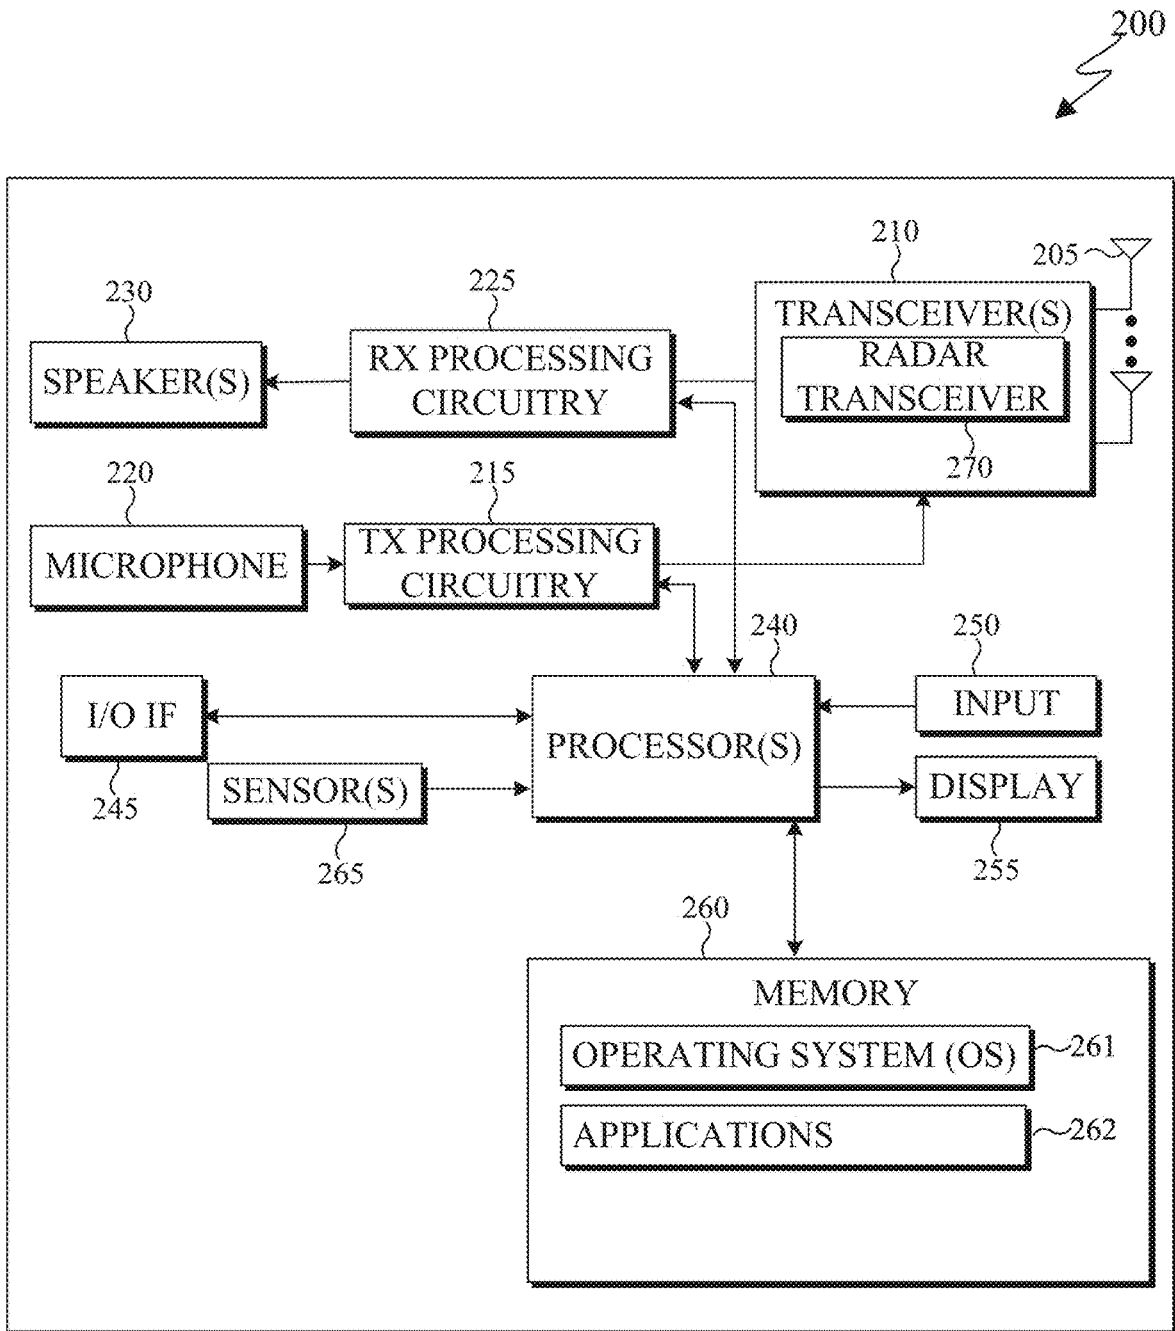 200
210
205
230
225
TRANSCEIVER(S)
RADAR
TRANSCEIVER
270
SPEAKER(S)
RX PROCESSING
CIRCUITRY
220
215
MICROPHONE
TX PROCESSING
CIRCUITRY
240
250
I/O IF
PROCESSOR(S)
INPUT
245
SENSOR(S)
265
DISPLAY
255
260
MEMORY
OPERATING SYSTEM (OS)
261
APPLICATIONS
262